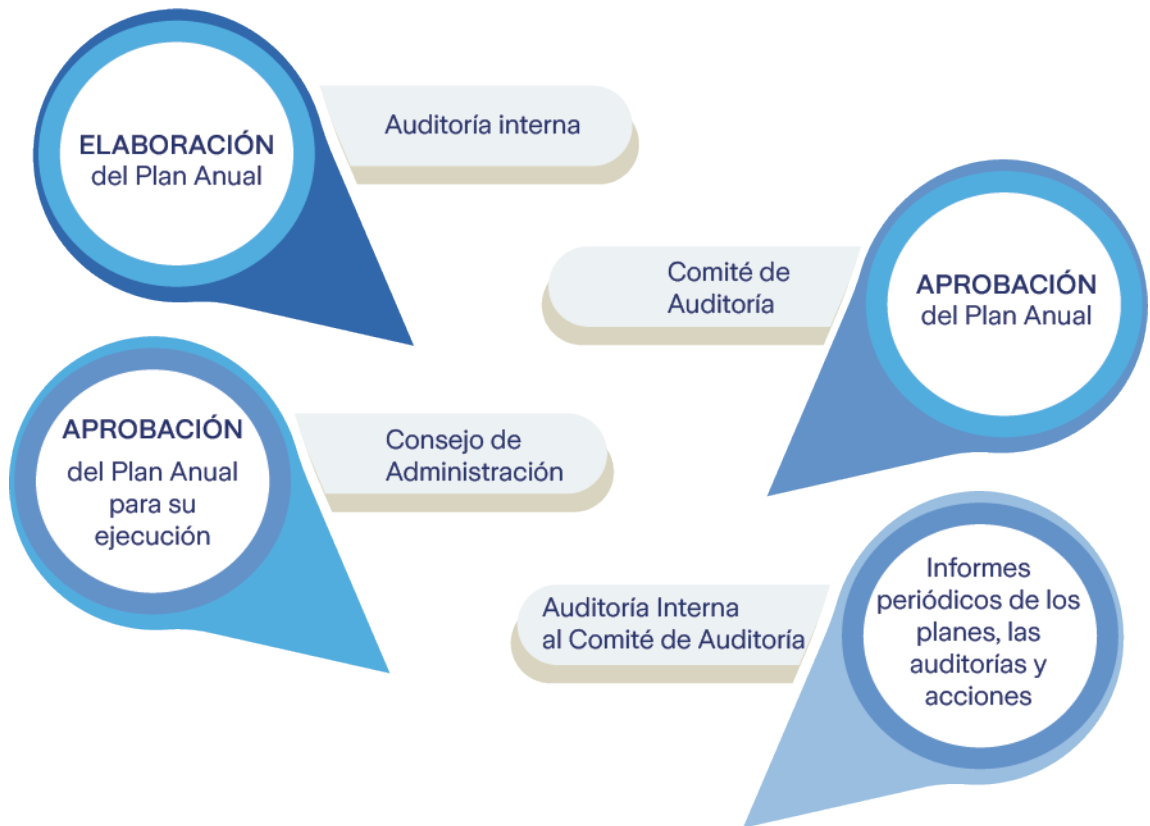 ELABORACIÓN
del Plan Anual
Auditoría interna
Comité de
Auditoría
APROBACIÓN
del Plan Anual
APROBACIÓN
del Plan Anual
para su
ejecución
Consejo de
Administración
Auditoría Interna
al Comité de Auditoría
Informes
periódicos de los
planes, las
auditorías y
acciones